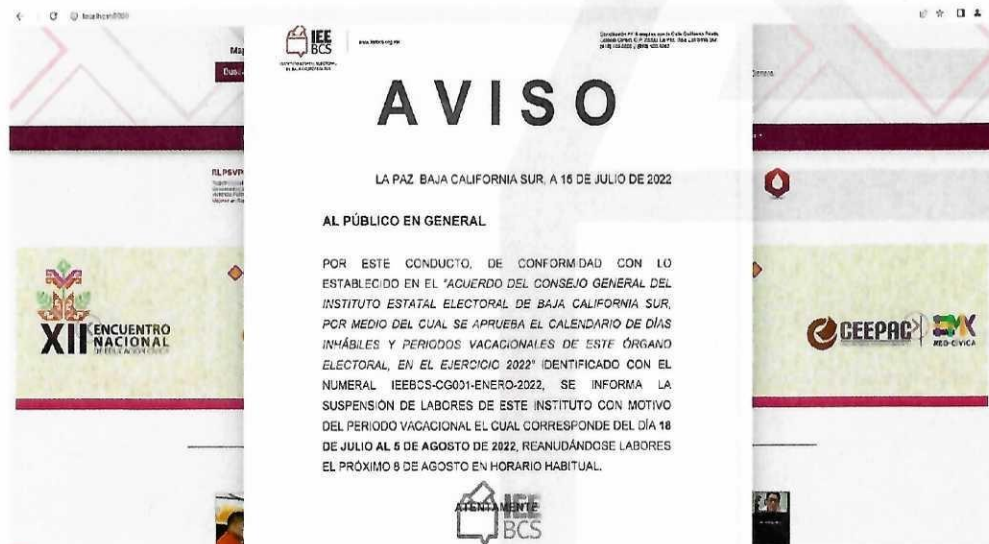 localhost:8000
IEE
BCS
AVISO
LA PAZ BAJA CALIFORNIA SUR, A 15 DE JULIO DE 2022
AL PÚBLICO EN GENERAL
POR ESTE CONDUCTO, DE CONFORMIDAD CON LO
ESTABLECIDO EN EL "ACUERDO DEL CONSEJO GENERAL DEL
INSTITUTO ESTATAL ELECTORAL DE BAJA CALIFORNIA SUR,
POR MEDIO DEL CUAL SE APRUEBA EL CALENDARIO DE DÍAS
INHÁBILES Y PERIODOS VACACIONALES DE ESTE ÓRGANO
ELECTORAL, EN EL EJERCICIO 2022" IDENTIFICADO CON EL
NUMERAL IEEBCS-CG001-ENERO-2022, SE INFORMA LA
SUSPENSIÓN DE LABORES DE ESTE INSTITUTO CON MOTIVO
DEL PERIODO VACACIONAL EL CUAL CORRESPONDE DEL DÍA 18
DE JULIO AL 5 DE AGOSTO DE 2022, REANUDÁNDOSE LABORES
EL PRÓXIMO 8 DE AGOSTO EN HORARIO HABITUAL.
ATENTAMENTE
IEE
BCS
XII ENCUENTRO
NACIONAL
DE EDUCACIÓN CÍVICA
CEEPAC
RED-CÍVICA